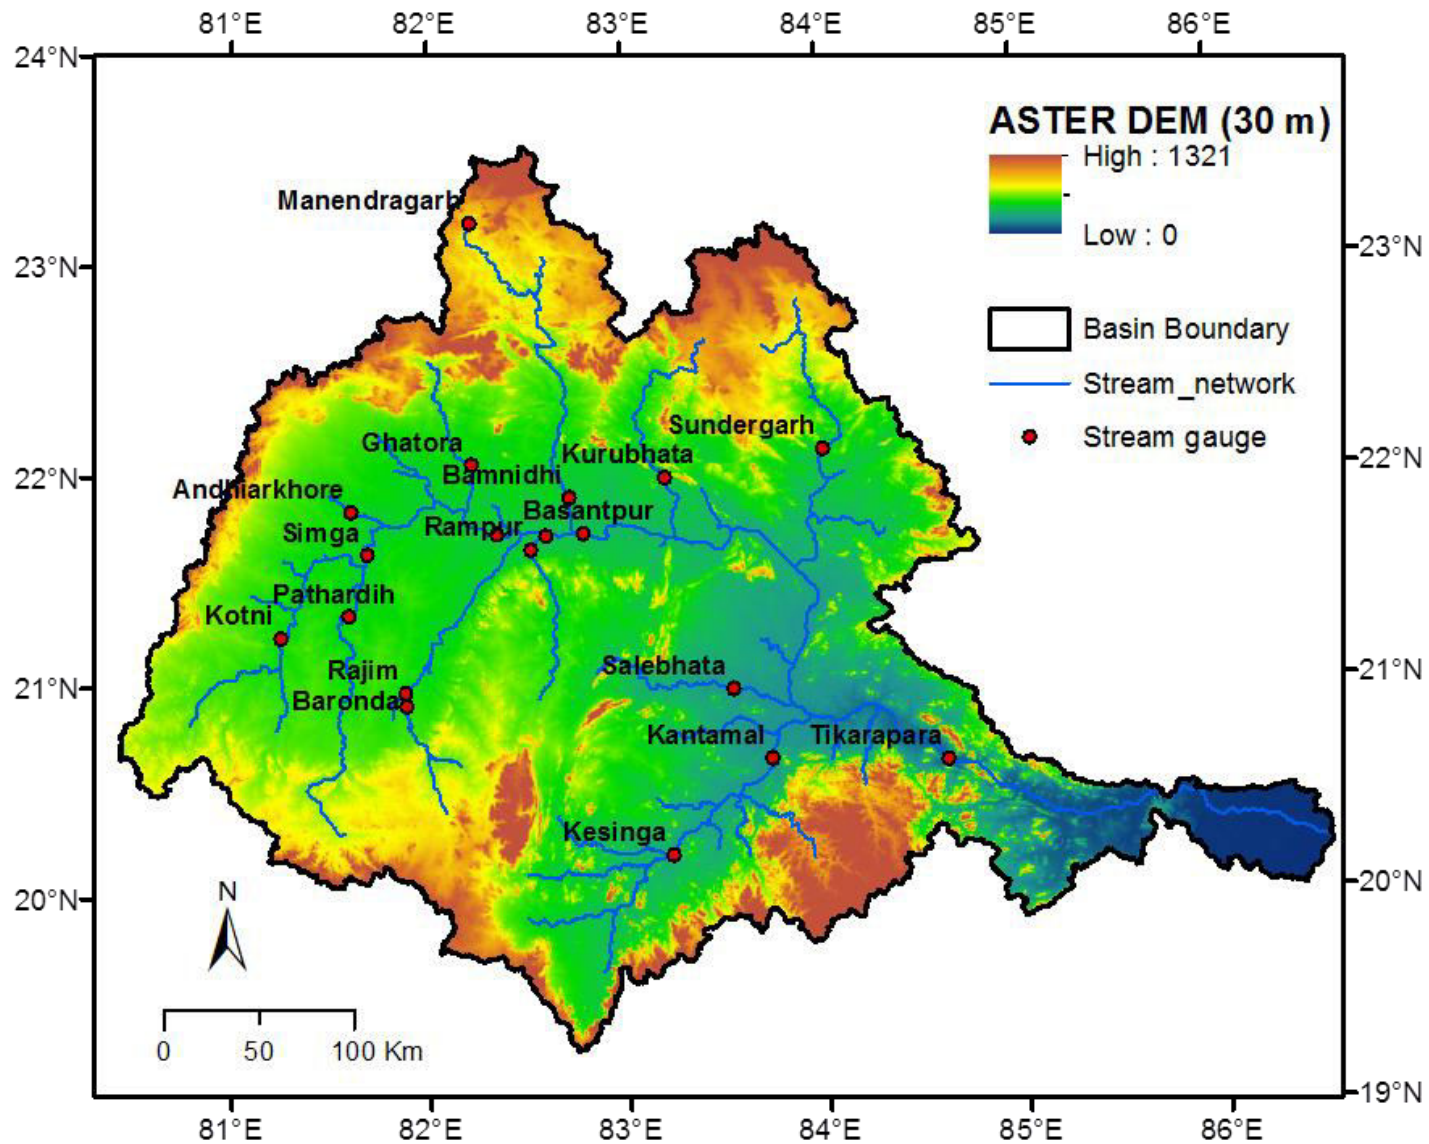 81°E 82°E 83°E 84°E 85°E 86°E
24°N
ASTER DEM (30 m)
High : 1321
Low : 0
Manendragarh
23°N
23°N
Basin Boundary
Stream_network
Stream gauge
Sundergarh
Ghatora
Kurubhata
Bamnidhi
22°N
22°N
Andhiarkhore
Basantpur
Rampur
Simga
Pathardih
Kotni
Rajim
Salebhata
21°N
21°N
Baronda
Kantamal
Tikarapara
Kesinga
20°N
20°N
N
0 50 100 Km
19°N
81°E 82°E 83°E 84°E 85°E 86°E